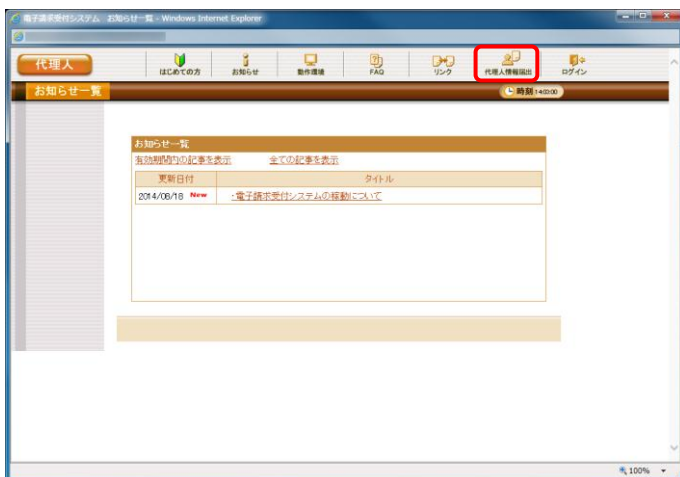 電子請求受付システム お知らせ一覧 - Windows Internet Explorer
代理人
はじめての方 お知らせ 動作環境 FAQ リンク 代理人情報届出 ログイン
お知らせ一覧
時刻 14:03:00
お知らせ一覧
有効期間内の記事を表示 全ての記事を表示
更新日付 タイトル
2014/08/18 New ・電子請求受付システムの稼動について
100%